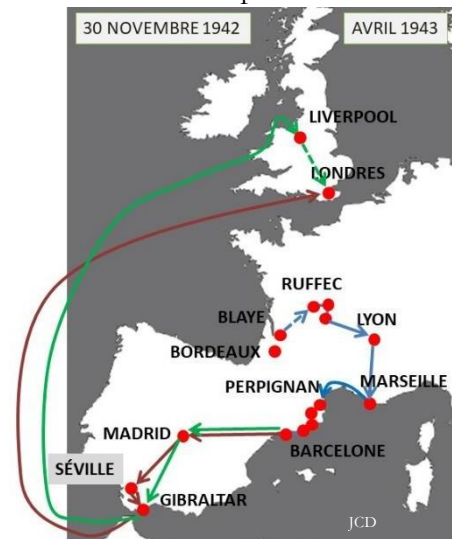 30 NOVEMBRE 1942
AVRIL 1943
LIVERPOOL
LONDRES
RUFFEC
BLAYE
LYON
BORDEAUX
PERPIGNAN
MARSEILLE
MADRID
BARCELONE
SÉVILLE
GIBRALTAR
JCD